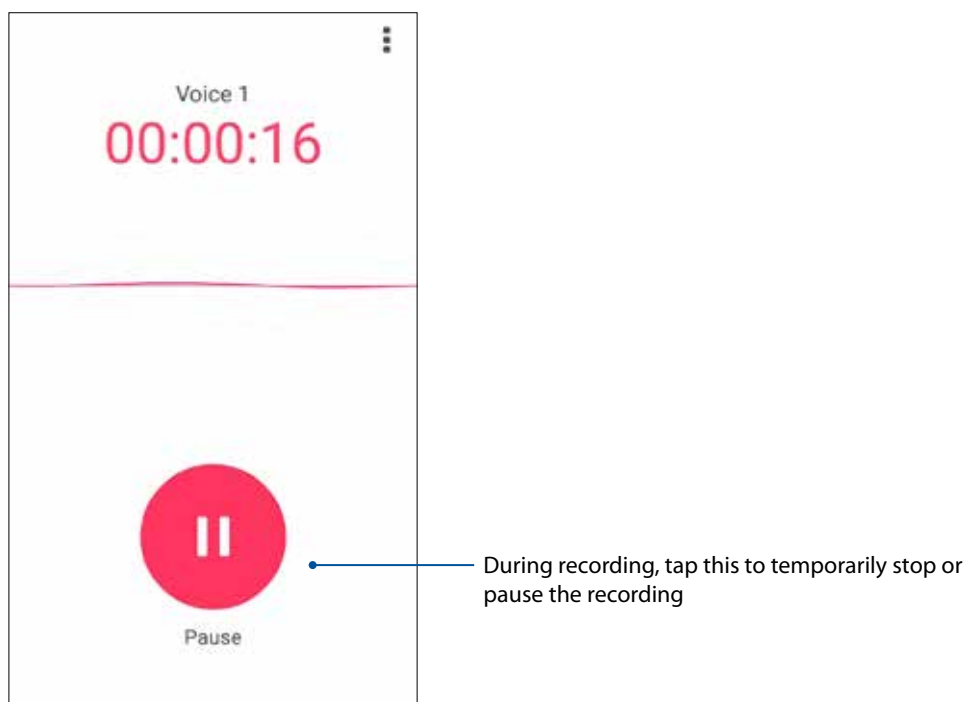 Voice 1
00:00:16
During recording, tap this to temporarily stop or
pause the recording
Pause